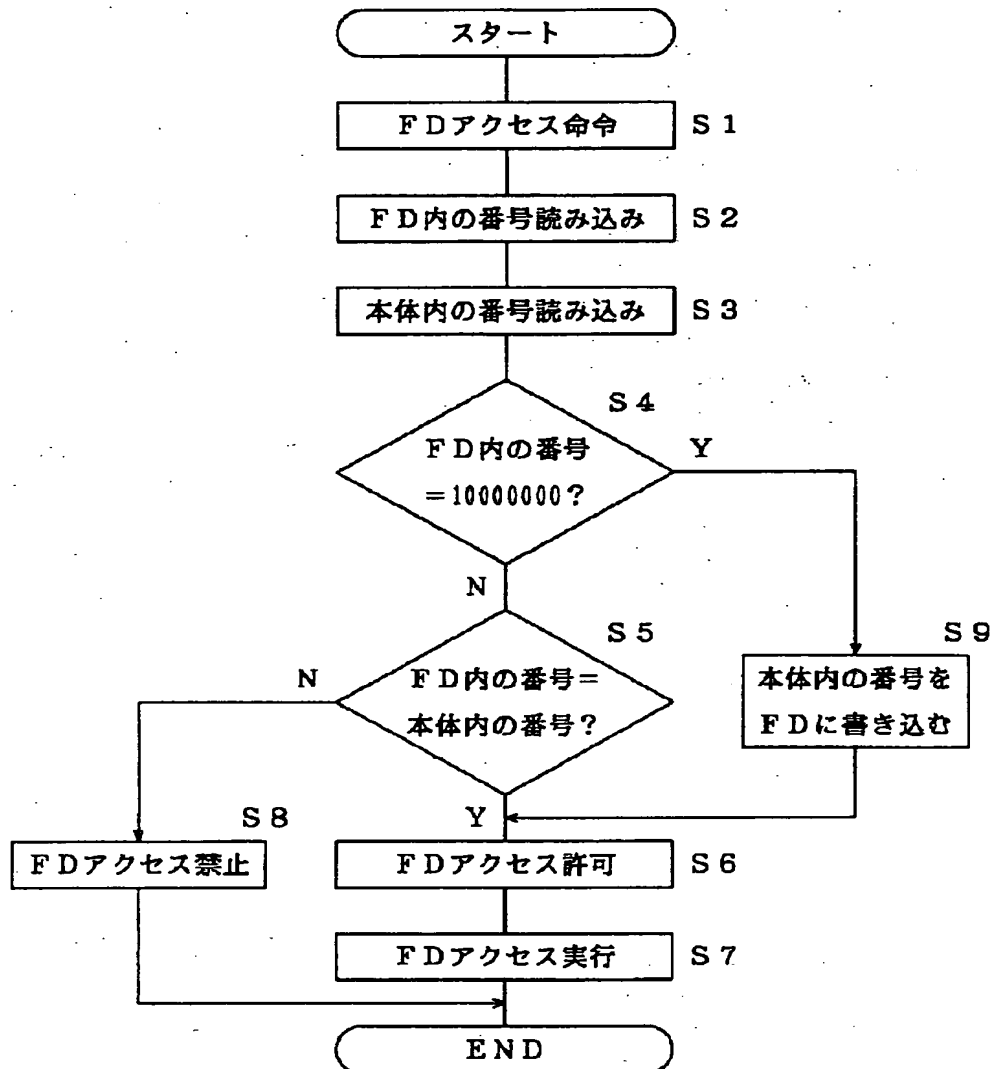 スタート
FDアクセス命令 S1
FD内の番号読み込み S2
本体内の番号読み込み S3
S4
FD内の番号
=10000000?
Y
N
S5
FD内の番号=
本体内の番号?
N
Y
S9
本体内の番号を
FDに書き込む
S8
FDアクセス禁止
FDアクセス許可 S6
FDアクセス実行 S7
END